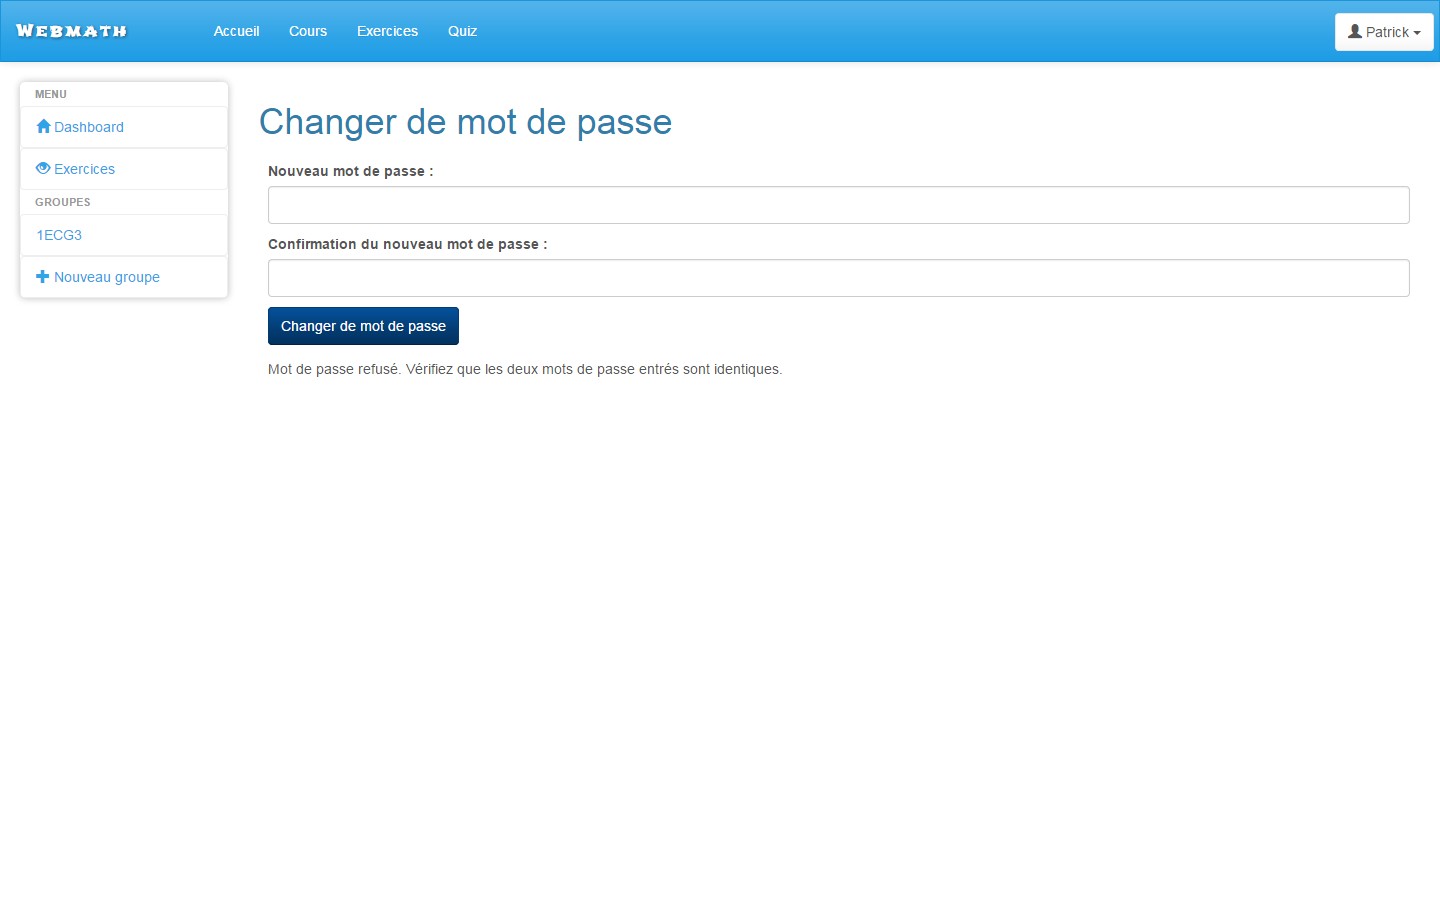 WEBMATH
Accueil Cours Exercices Quiz
Patrick
MENU
Dashboard
Exercices
GROUPES
1ECG3
Nouveau groupe
Changer de mot de passe
Nouveau mot de passe :
Confirmation du nouveau mot de passe :
Changer de mot de passe
Mot de passe refusé. Vérifiez que les deux mots de passe entrés sont identiques.